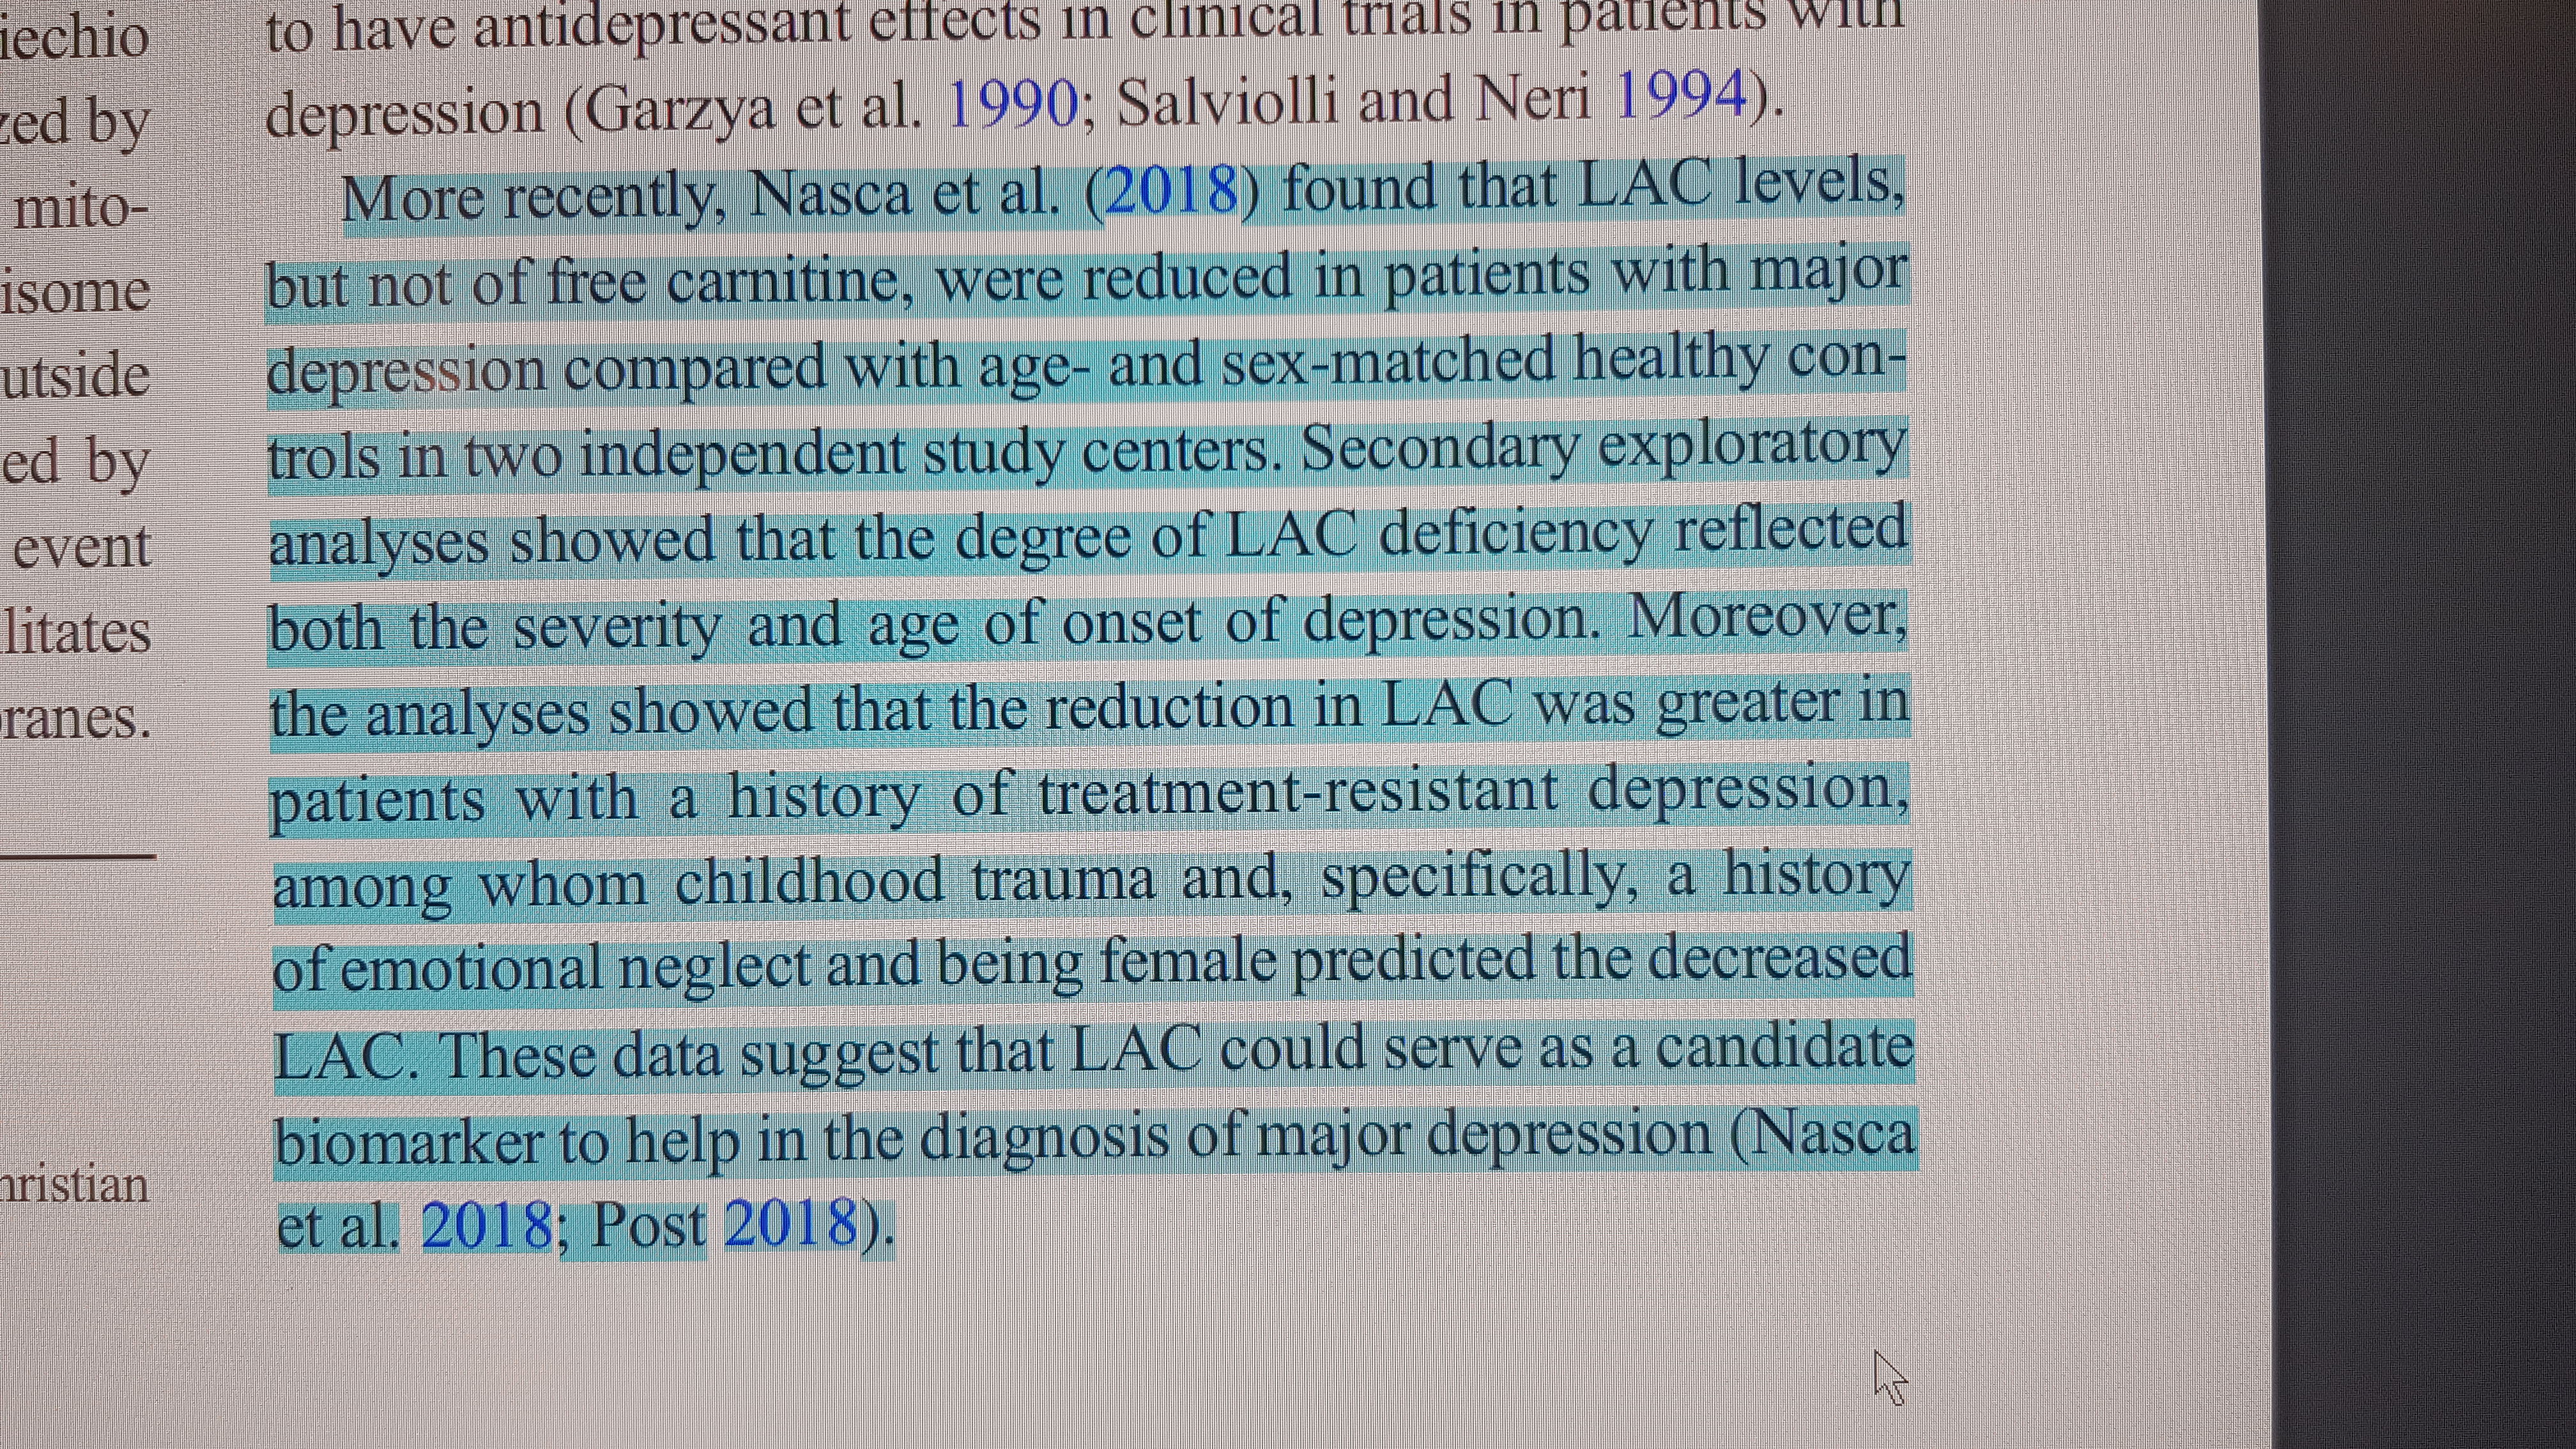 by
mito-
utside
ed by
event
hristian
to have antidepressant effects in clinical trials in patients with
depression (Garzya et al. 1990; Salviolli and Neri 1994).
More recently, Nasca et al. (2018) found that LAC levels,
but not of free carnitine, were reduced in patients with major
depression compared with age- and sex-matched healthy con-
trols in two independent study centers. Secondary exploratory
analyses showed that the degree of LAC deficiency reflected
both the severity and age of onset of depression. Moreover,
the analyses showed that the reduction in LAC was greater in
patients with a history of treatment-resistant depression,
among whom childhood trauma and, specifically, a history
of emotional neglect and being female predicted the decreased
LAC. These data suggest that LAC could serve as a candidate
biomarker to help in the diagnosis of major depression (Nasca
et al. 2018; Post 2018).